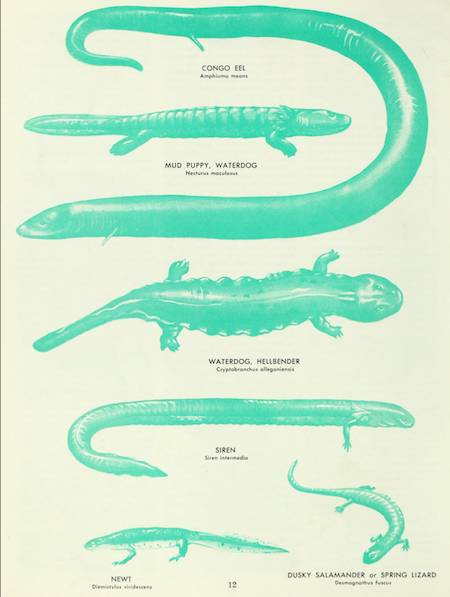 CONGO EEL
Amphiuma means
MUD PUPPY, WATERDOG
Necturus maculosus
WATERDOG, HELLBENDER
Cryptobranchus alleganiensis
SIREN
Siren intermedia
NEWT
Diemictylus viridescens
12
DUSKY SALAMANDER or SPRING LIZARD
Desmognathus fuscus